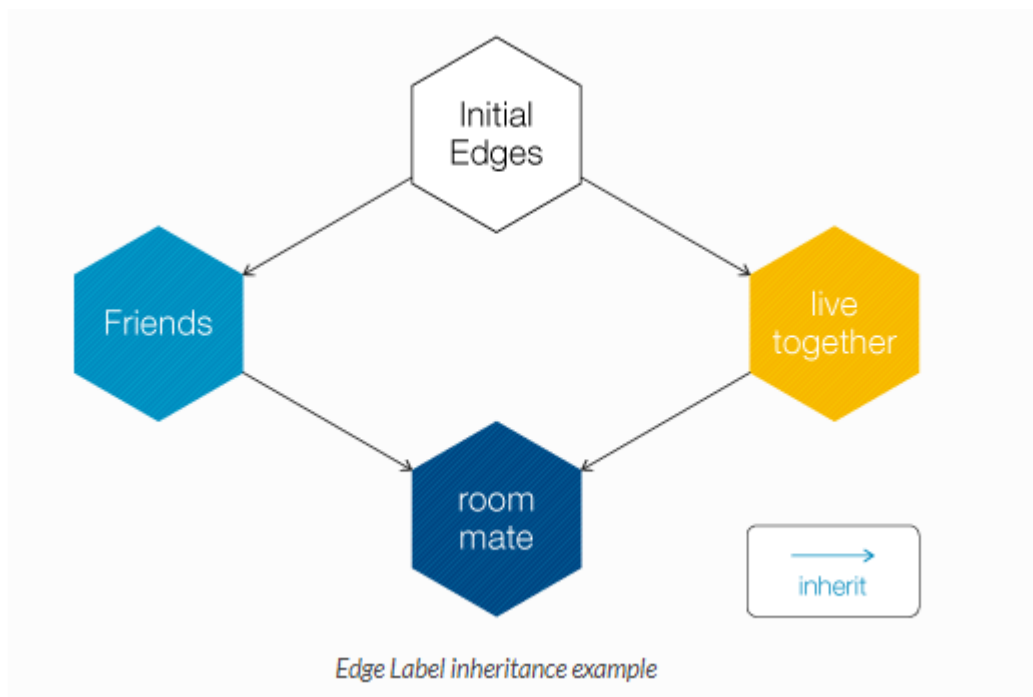 Initial
Edges
Friends
live
together
room
mate
inherit
Edge Label inheritance example